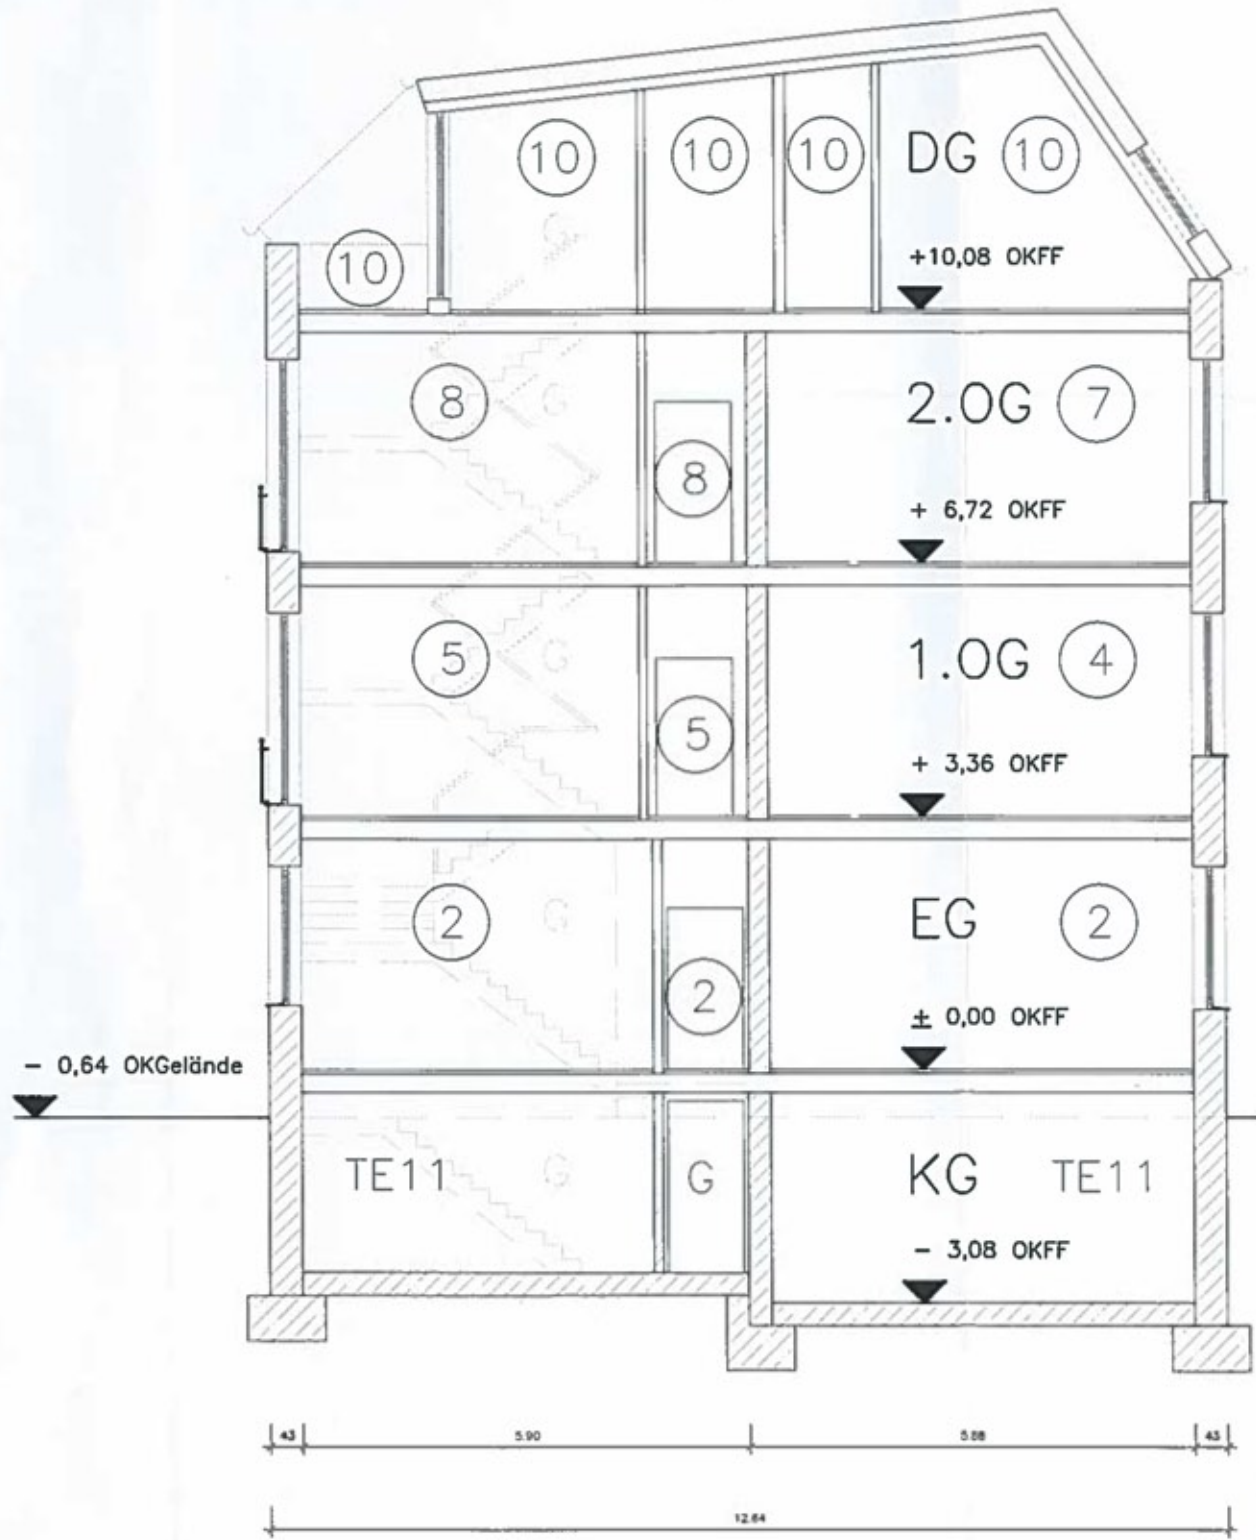 10 10 10 DG 10
+10,08 OKFF
10
8 2.OG 7
8
+ 6,72 OKFF
G
5 1.OG 4
G
5
+ 3,36 OKFF
2 EG 2
G
2
± 0,00 OKFF
- 0,64 OKGelände
TE11 G G KG TE11
- 3,08 OKFF
43 5.90 43
12.64